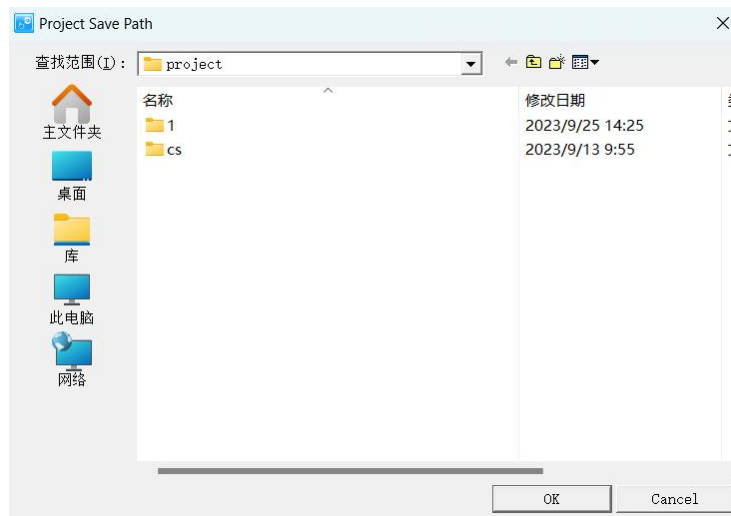 Project Save Path
查找范围(I): project
名称 修改日期
1 2023/9/25 14:25
cs 2023/9/13 9:55
主文件夹
桌面
库
此电脑
网络
OK Cancel